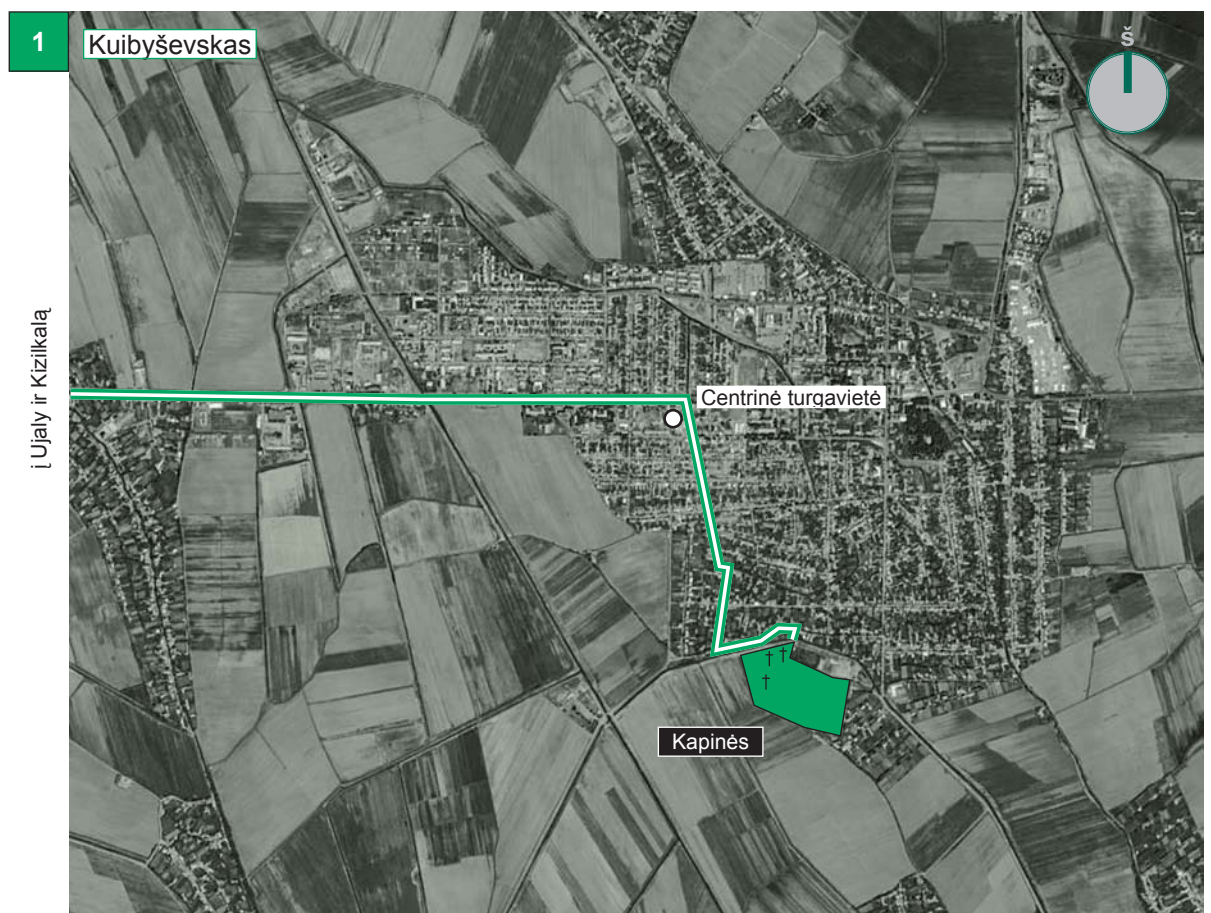 1
Kuibyševskas
Š
į Ujaly ir Kizilkalą
Centrinė turgavietė
Kapinės